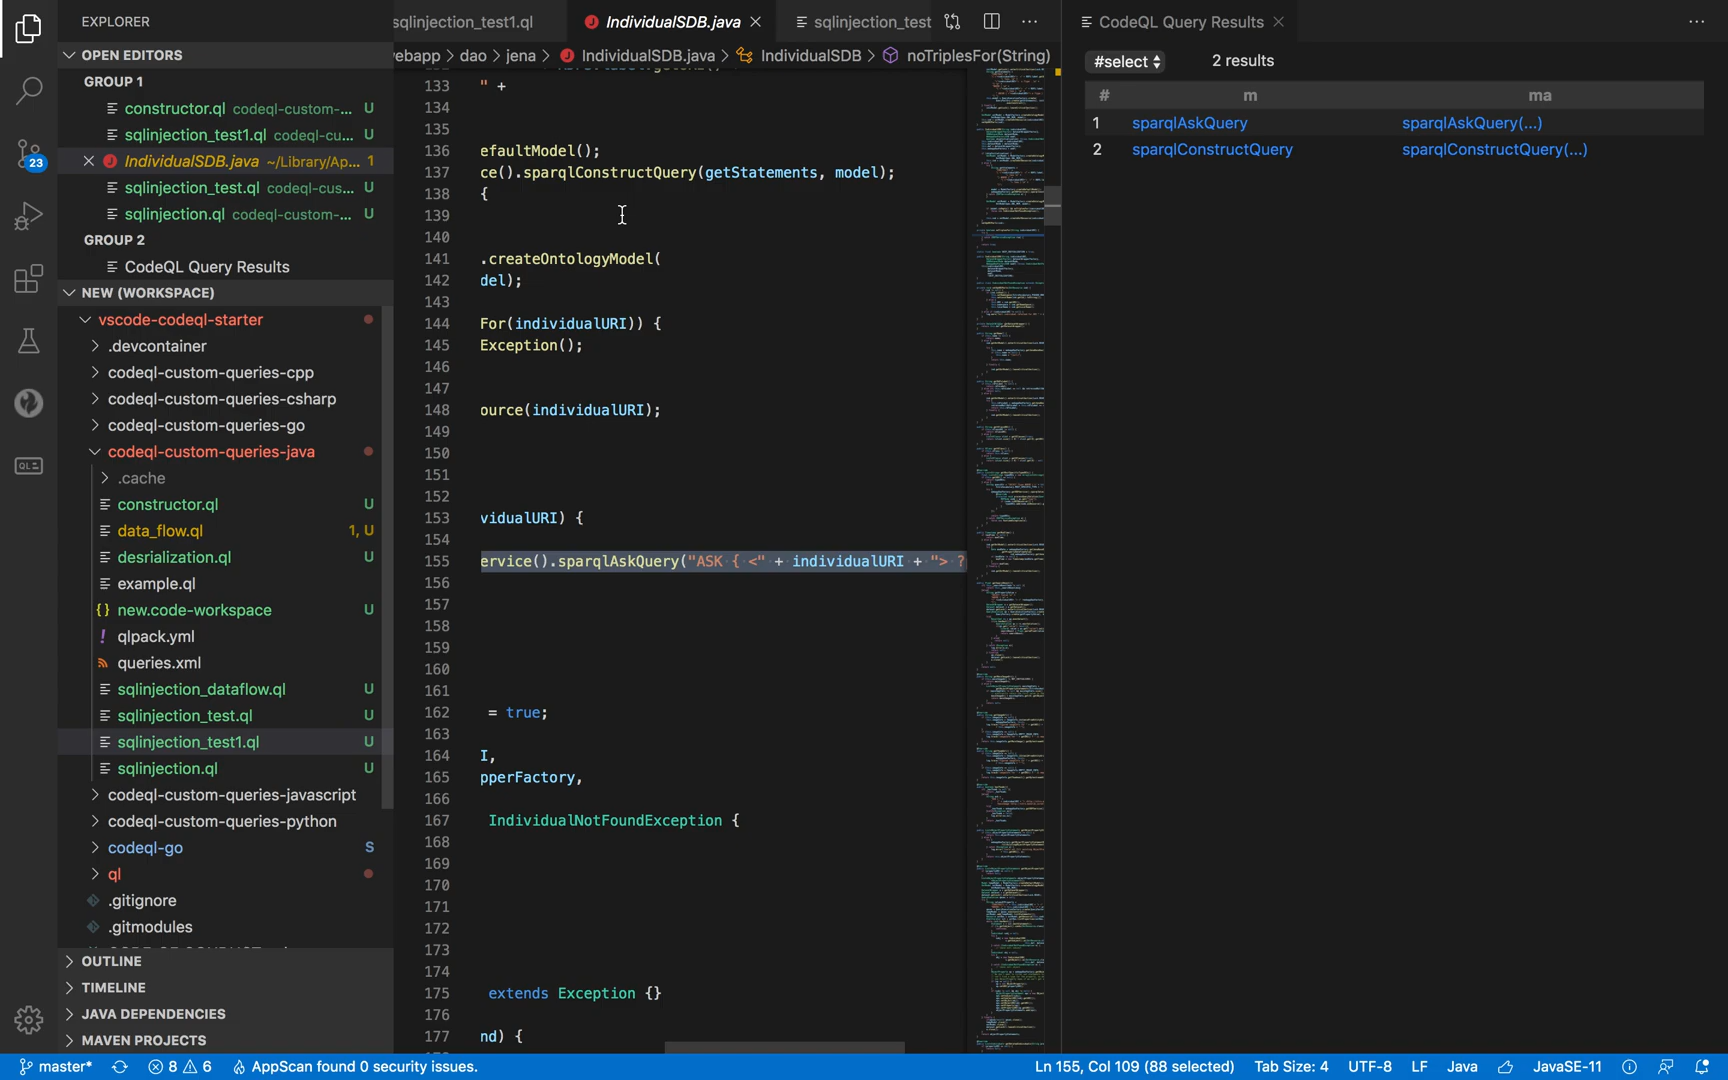 EXPLORER
OPEN EDITORS
GROUP 1
constructor.ql codeql-custom-... U
sqlinjection_test1.ql codeql-cu... U
IndividualSDB.java ~/Library/Ap... 1
sqlinjection_test.ql codeql-cus... U
sqlinjection.ql codeql-custom-... U
GROUP 2
CodeQL Query Results
NEW (WORKSPACE)
vscode-codeql-starter
.devcontainer
codeql-custom-queries-cpp
codeql-custom-queries-csharp
codeql-custom-queries-go
codeql-custom-queries-java
.cache
constructor.ql U
data_flow.ql 1, U
desrialization.ql U
example.ql
{} new.code-workspace U
! qlpack.yml
queries.xml
sqlinjection_dataflow.ql U
sqlinjection_test.ql U
sqlinjection_test1.ql U
sqlinjection.ql U
codeql-custom-queries-javascript
codeql-custom-queries-python
codeql-go S
ql
.gitignore
.gitmodules
OUTLINE
TIMELINE
JAVA DEPENDENCIES
MAVEN PROJECTS
23
QL
sqlinjection_test1.ql
IndividualSDB.java
sqlinjection_test
ebapp > dao > jena > IndividualSDB.java > IndividualSDB > noTriplesFor(String)
133 " +
134
135
136 efaultModel();
137 ce().sparqlConstructQuery(getStatements, model);
138 {
139
140
141 .createOntologyModel(
142 del);
143
144 For(individualURI)) {
145 Exception();
146
147
148 ource(individualURI);
149
150
151
152
153 vidualURI) {
154
155 ervice().sparqlAskQuery("ASK { <" + individualURI + "> ?
156
157
158
159
160
161
162 = true;
163
164 I,
165 pperFactory,
166
167 IndividualNotFoundException {
168
169
170
171
172
173
174
175 extends Exception {}
176
177 nd) {
CodeQL Query Results
#select 2 results
# m ma
1 sparqlAskQuery sparqlAskQuery(...)
2 sparqlConstructQuery sparqlConstructQuery(...)
master* 8 6 AppScan found 0 security issues. Ln 155, Col 109 (88 selected) Tab Size: 4 UTF-8 LF Java JavaSE-11